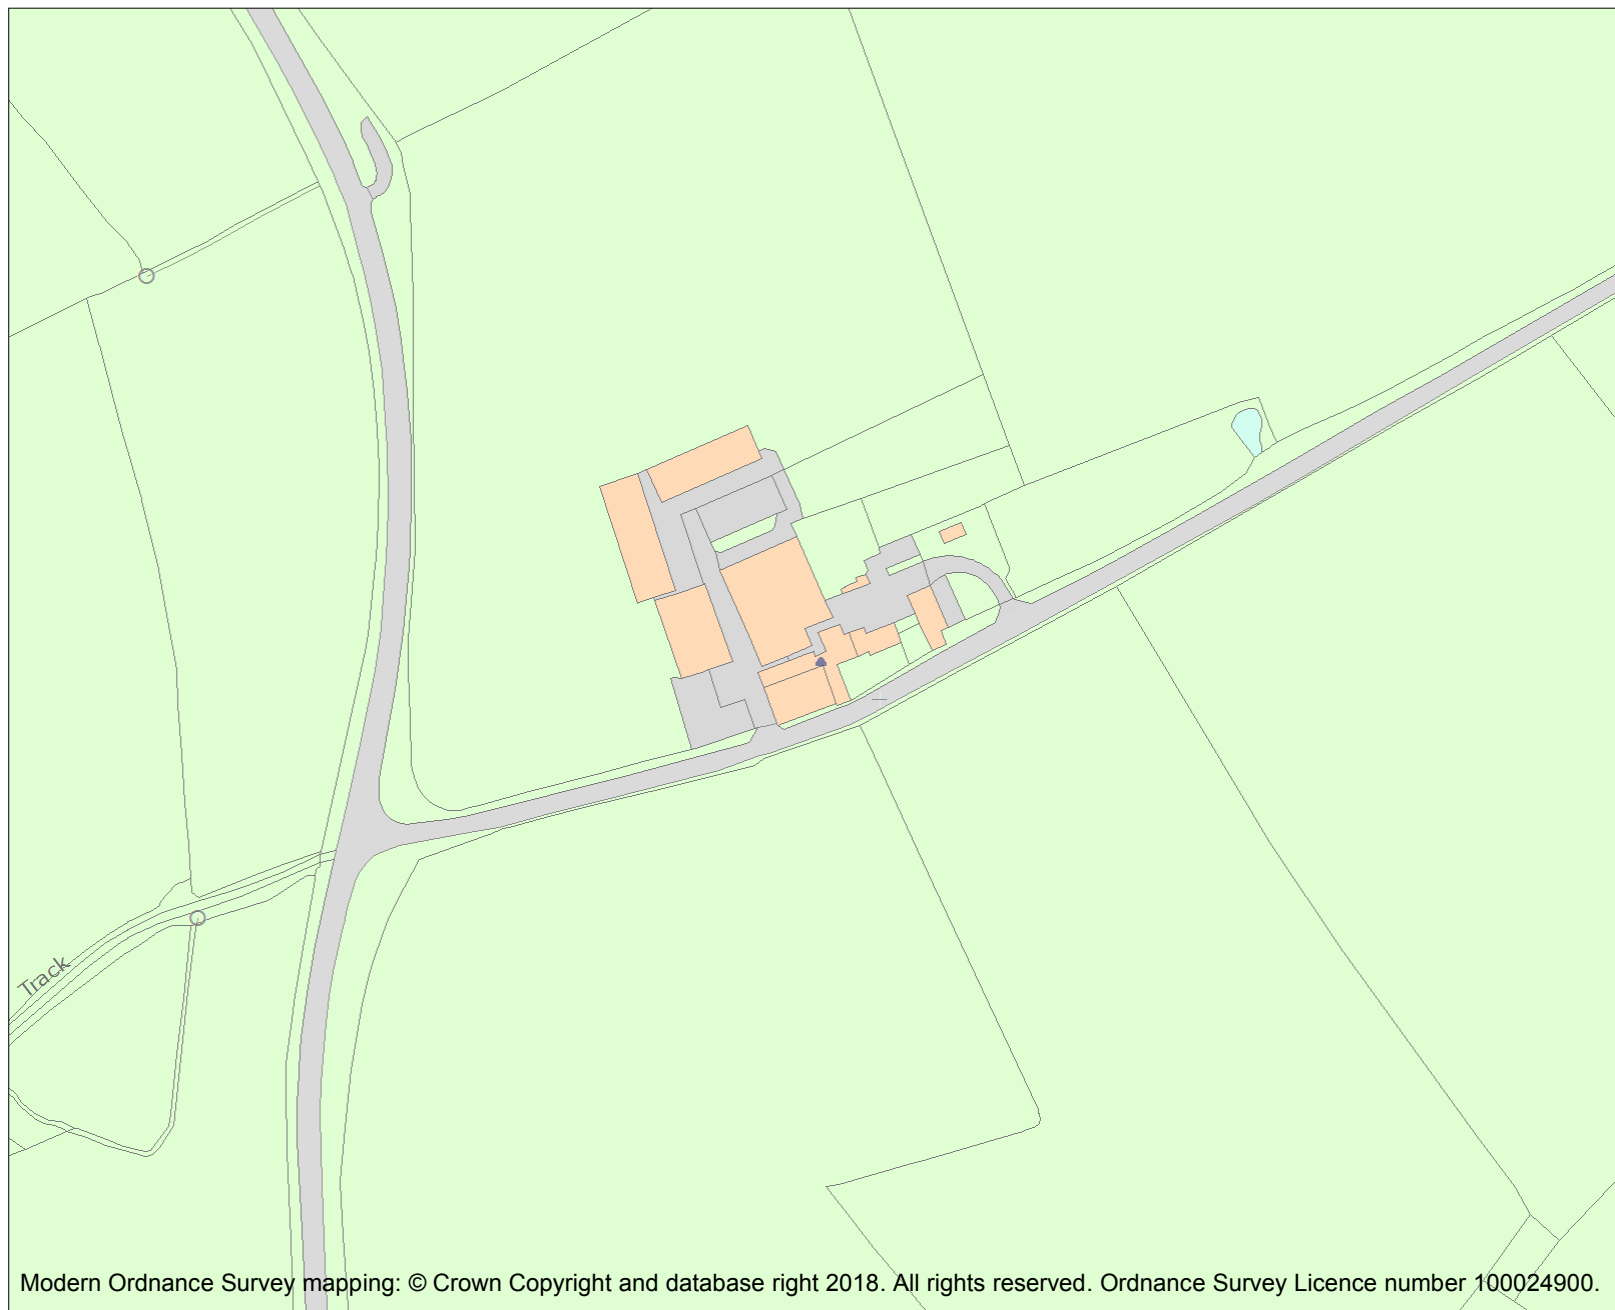 Track
Modern Ordnance Survey mapping: © Crown Copyright and database right 2018. All rights reserved. Ordnance Survey Licence number 100024900.